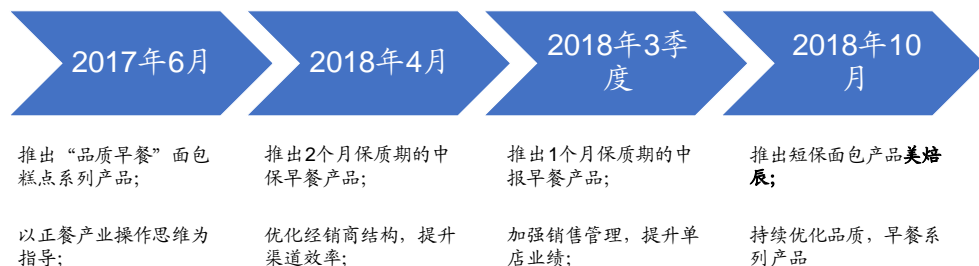 2017年6月
2018年4月
2018年3季
度
2018年10
月
推出“品质早餐”面包
糕点系列产品;
以正餐产业操作思维为
指导;
推出2个月保质期的中
保早餐产品;
优化经销商结构，提升
渠道效率;
推出1个月保质期的中
报早餐产品;
加强销售管理，提升单
店业绩;
推出短保面包产品美焙
辰;
持续优化品质，早餐系
列产品